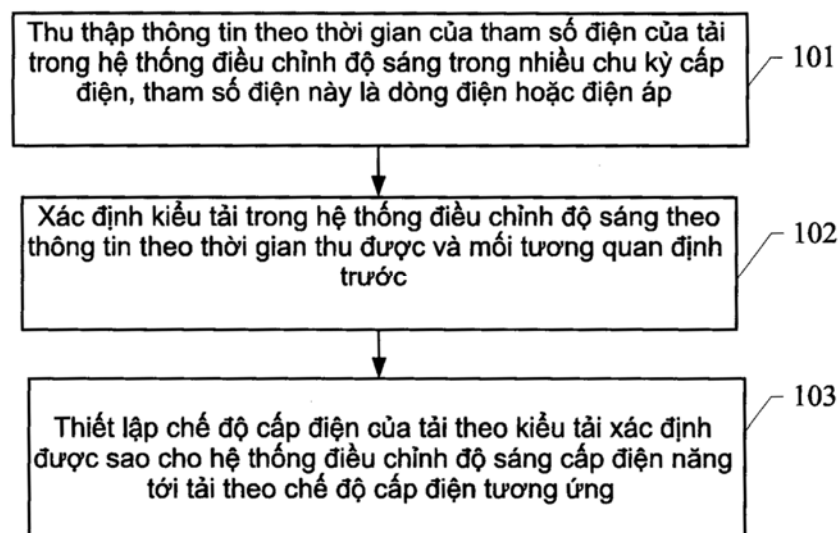 Thu thập thông tin theo thời gian của tham số điện của tải
trong hệ thống điều chỉnh độ sáng trong nhiều chu kỳ cấp
điện, tham số điện này là dòng điện hoặc điện áp
101
Xác định kiểu tải trong hệ thống điều chỉnh độ sáng theo
thông tin theo thời gian thu được và mối tương quan định
trước
102
Thiết lập chế độ cấp điện của tải theo kiểu tải xác định
được sao cho hệ thống điều chỉnh độ sáng cấp điện năng
tới tải theo chế độ cấp điện tương ứng
103